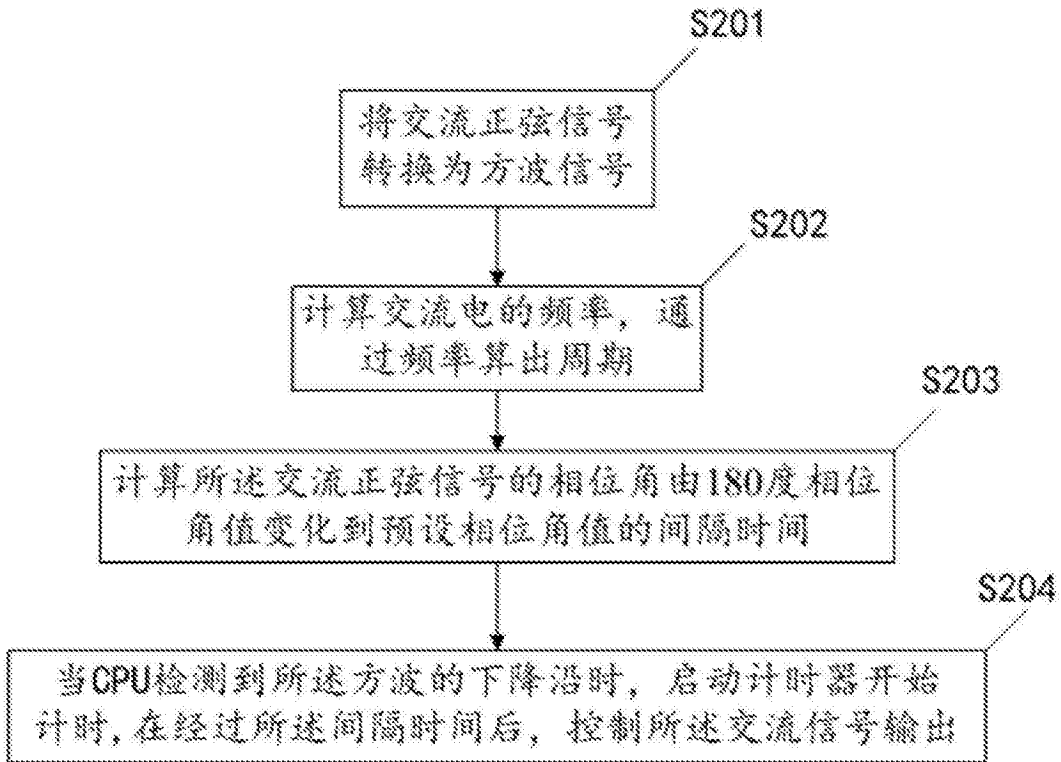 S201
将交流正弦信号
转换为方波信号
S202
计算交流电的频率，通
过频率算出周期
S203
计算所述交流正弦信号的相位角由180度相位
角值变化到预设相位角值的间隔时间
S204
当CPU检测到所述方波的下降沿时，启动计时器开始
计时，在经过所述间隔时间后，控制所述交流信号输出